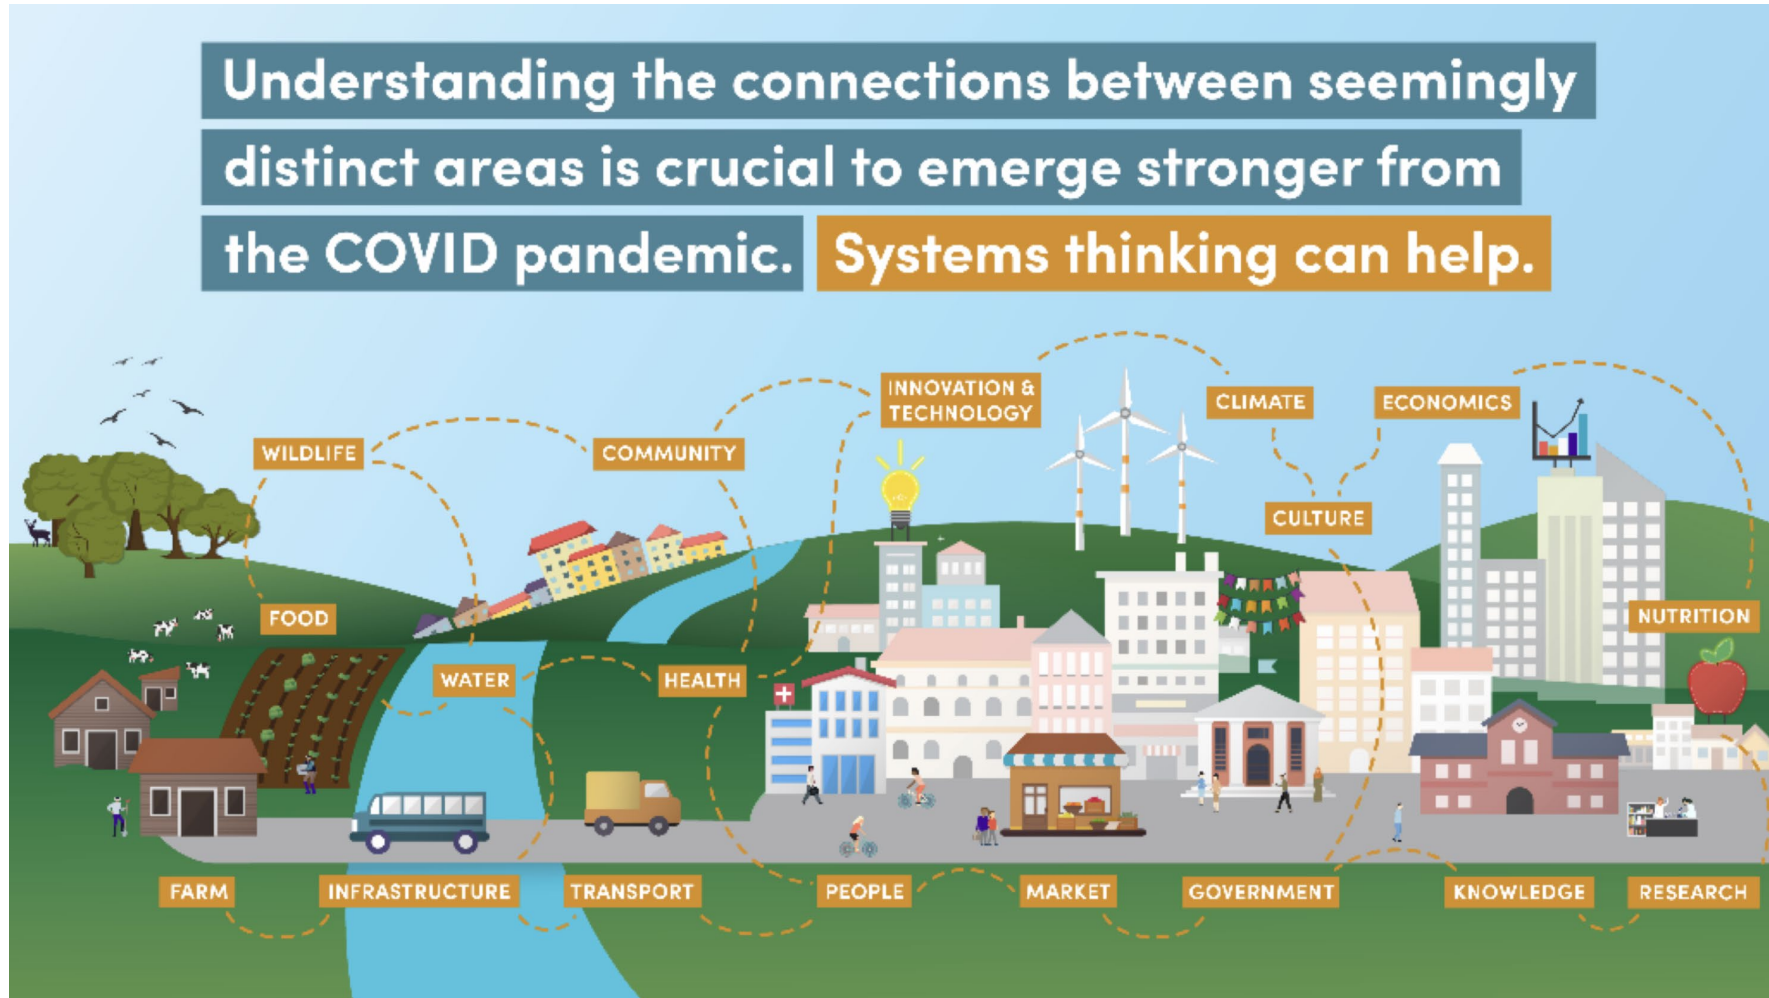 Understanding the connections between seemingly
distinct areas is crucial to emerge stronger from
the COVID pandemic. Systems thinking can help.
INNOVATION &
TECHNOLOGY
CLIMATE
ECONOMICS
WILDLIFE
COMMUNITY
CULTURE
FOOD
NUTRITION
WATER
HEALTH
FARM
INFRASTRUCTURE
TRANSPORT
PEOPLE
MARKET
GOVERNMENT
KNOWLEDGE
RESEARCH